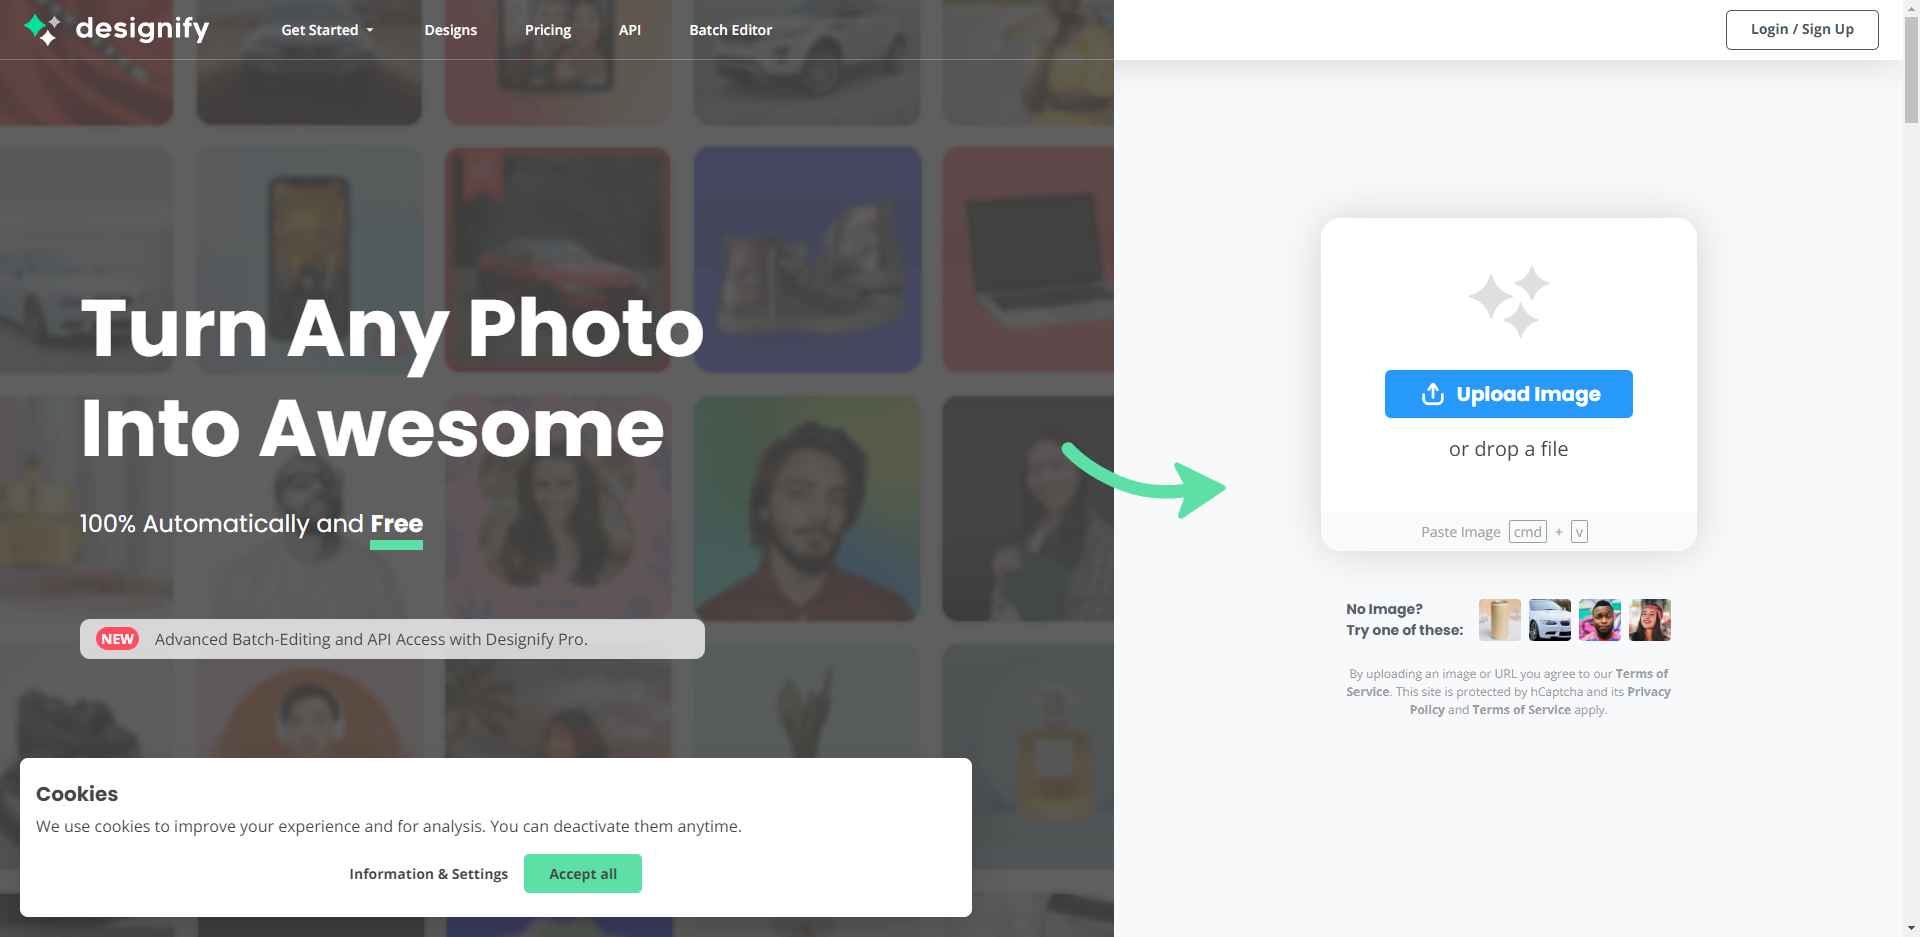 designify
Get Started
Designs
Pricing
API
Batch Editor
Login / Sign Up
Turn Any Photo
Into Awesome
100% Automatically and Free
NEW Advanced Batch-Editing and API Access with Designify Pro.
Upload Image
or drop a file
Paste Image cmd + v
No Image?
Try one of these:
By uploading an image or URL you agree to our Terms of
Service. This site is protected by hCaptcha and its Privacy
Policy and Terms of Service apply.
Cookies
We use cookies to improve your experience and for analysis. You can deactivate them anytime.
Information & Settings
Accept all